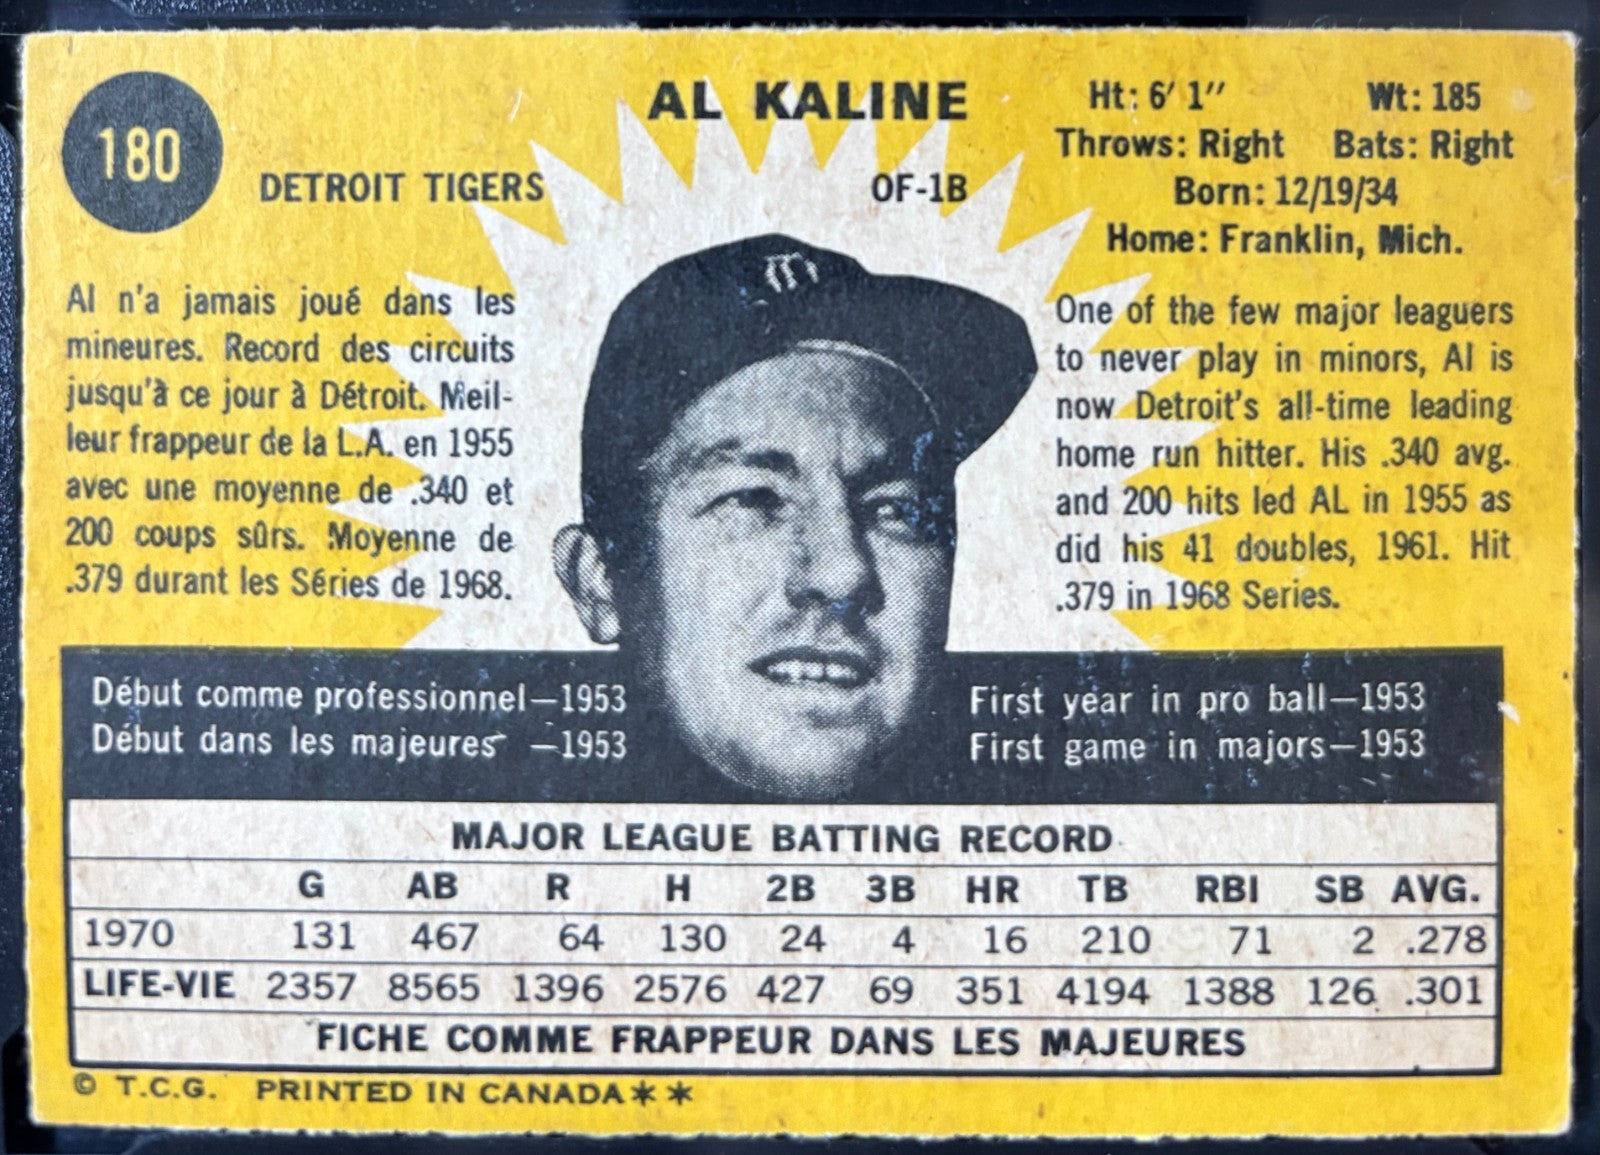 180
AL KALINE
DETROIT TIGERS OF-1B
Ht: 6' 1" Wt: 185
Throws: Right Bats: Right
Born: 12/19/34
Home: Franklin, Mich.
Al n'a jamais joué dans les
mineures. Record des circuits
jusqu'à ce jour à Détroit. Meil-
leur frappeur de la L.A. en 1955
avec une moyenne de .340 et
200 coups sûrs. Moyenne de
.379 durant les Séries de 1968.
One of the few major leaguers
to never play in minors, Al is
now Detroit's all-time leading
home run hitter. His .340 avg.
and 200 hits led AL in 1955 as
did his 41 doubles, 1961. Hit
.379 in 1968 Series.
Début comme professionnel—1953
Début dans les majeures —1953
First year in pro ball—1953
First game in majors—1953
MAJOR LEAGUE BATTING RECORD
G AB R H 2B 3B HR TB RBI SB AVG.
1970 131 467 64 130 24 4 16 210 71 2 .278
LIFE-VIE 2357 8565 1396 2576 427 69 351 4194 1388 126 .301
FICHE COMME FRAPPEUR DANS LES MAJEURES
© T.C.G. PRINTED IN CANADA**